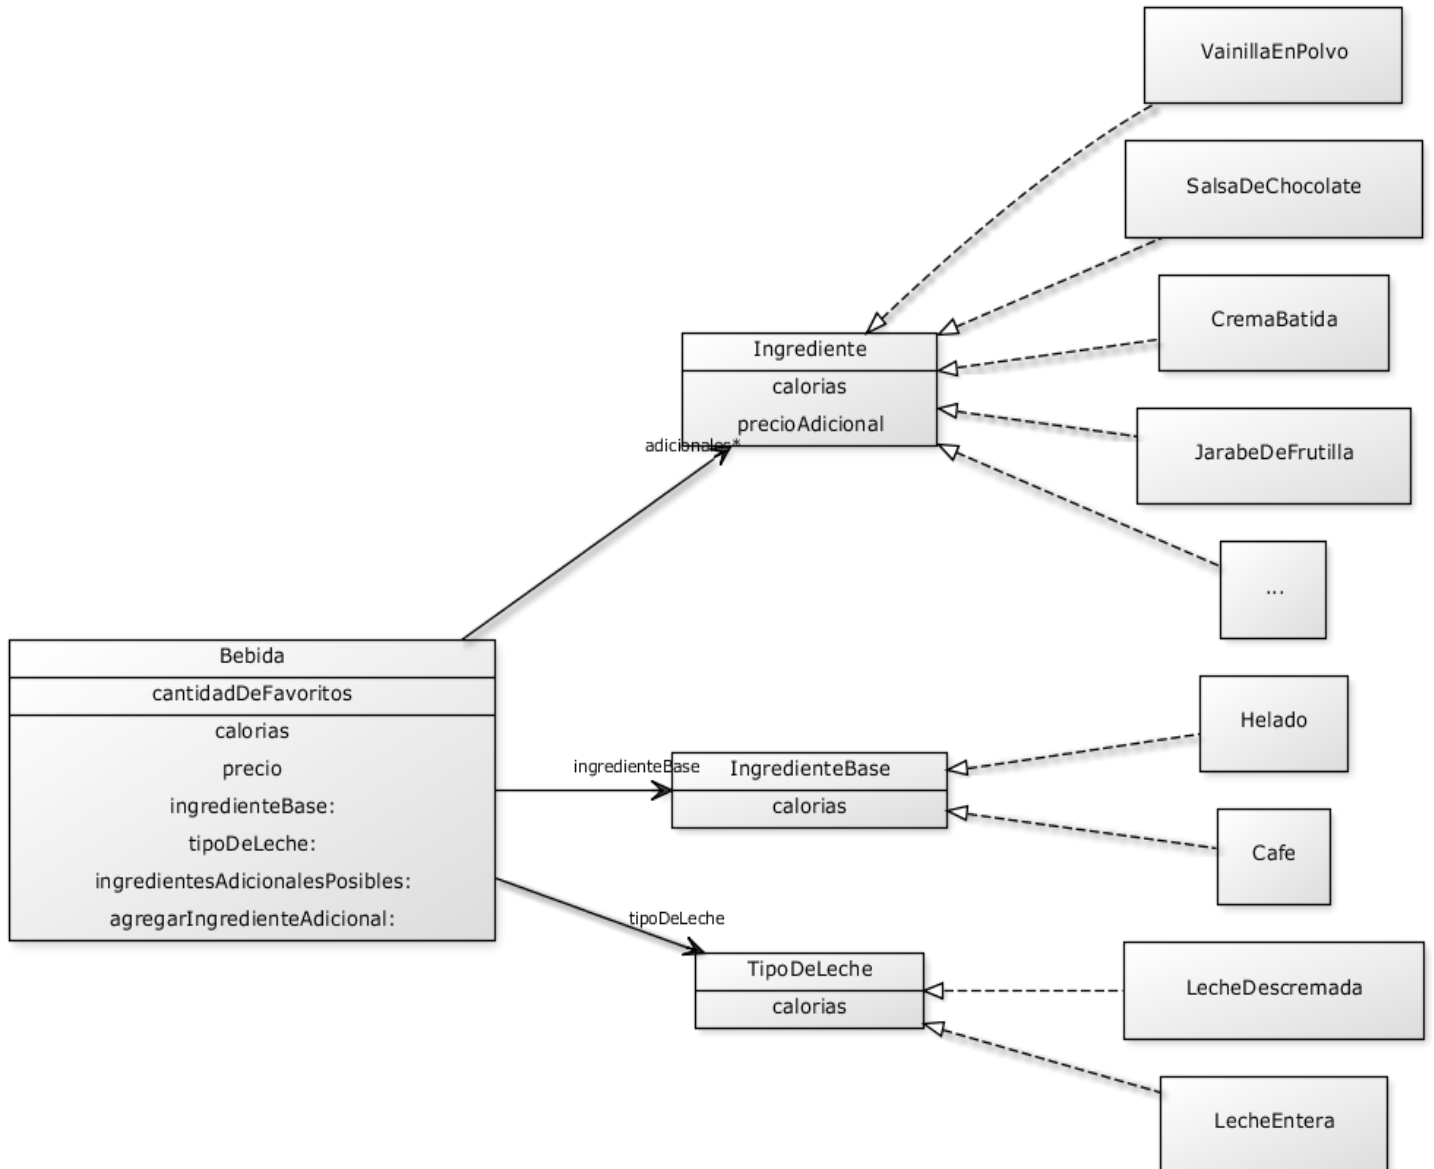 VainillaEnPolvo
SalsaDeChocolate
CremaBatida
Ingrediente
calorias
precioAdicional
adicionales*
JarabeDeFrutilla
...
Bebida
cantidadDeFavoritos
calorias
precio
ingredienteBase:
tipoDeLeche:
ingredientesAdicionalesPosibles:
agregarIngredienteAdicional:
ingredienteBase
IngredienteBase
calorias
Helado
Cafe
tipoDeLeche
TipoDeLeche
calorias
LecheDescremada
LecheEntera